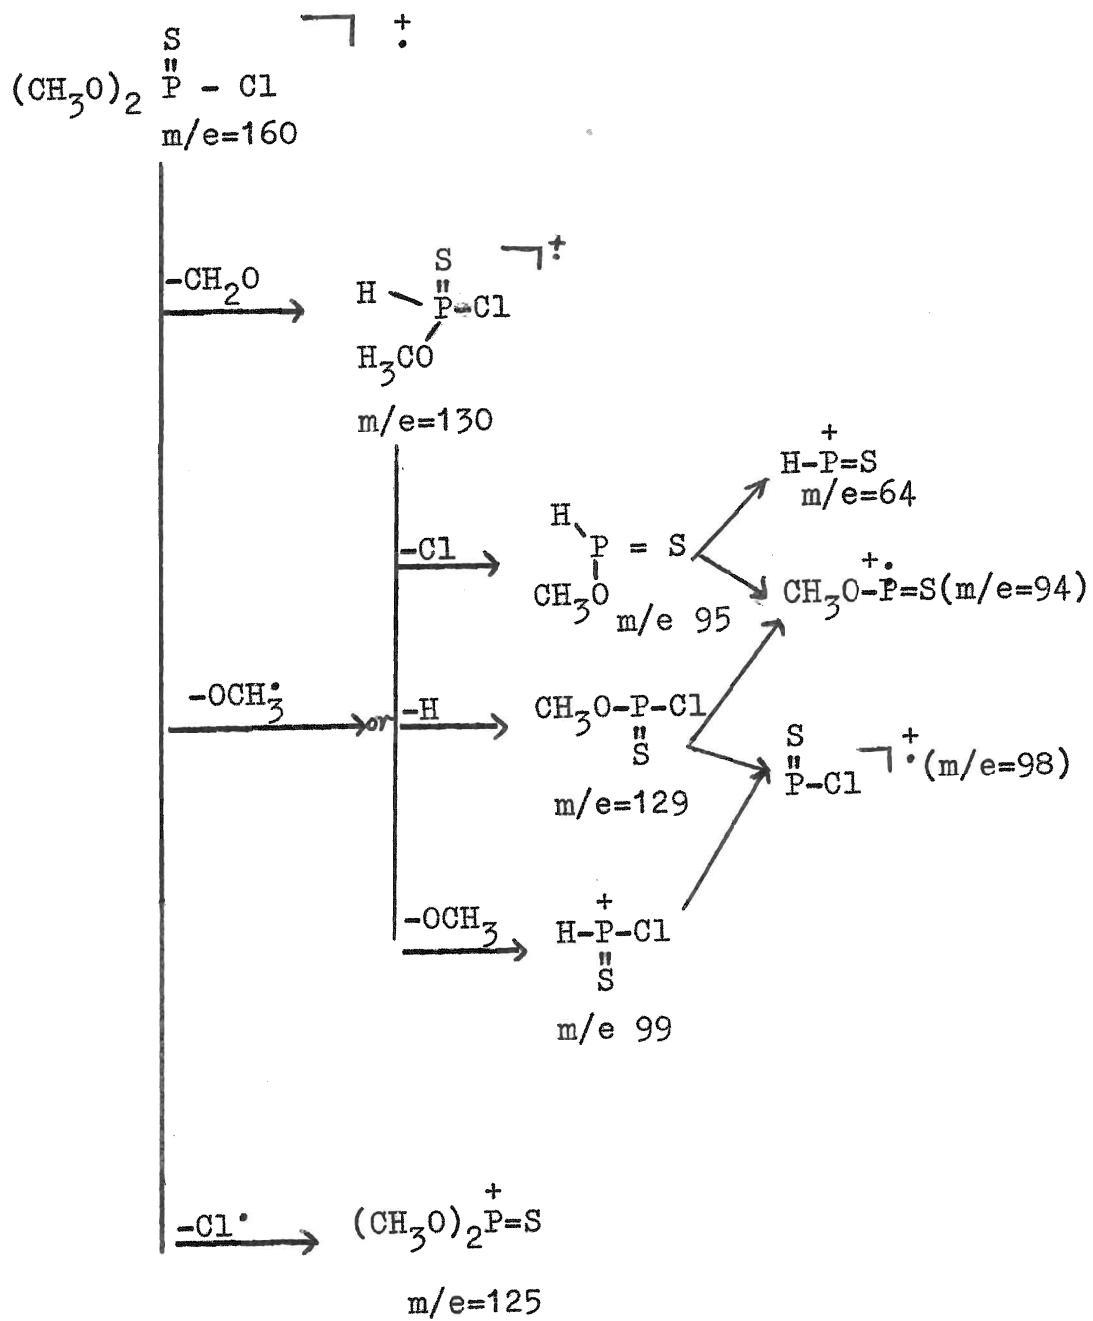 S
(CH3O)2 P - Cl ⁺.
m/e=160
-CH2O
S
H P-Cl ⁺.
H3CO
m/e=130
+
H-P=S
m/e=64
-Cl
H
P = S
CH3O
m/e 95
+.
CH3O-P=S(m/e=94)
-OCH3.
or
-H
CH3O-P-Cl
S
m/e=129
S
P-Cl ⁺. (m/e=98)
-OCH3
+
H-P-Cl
S
m/e 99
-Cl.
+
(CH3O)2P=S
m/e=125